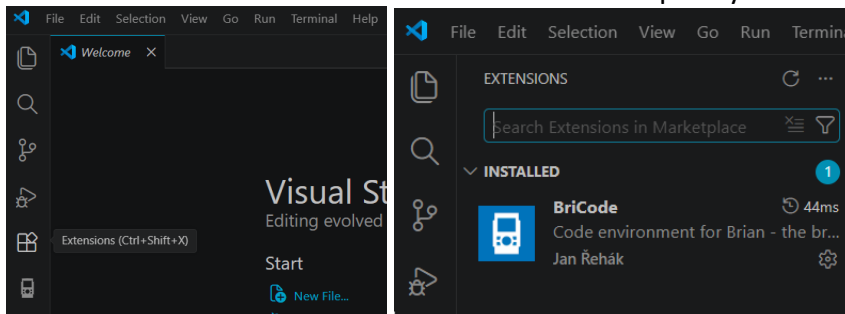 File Edit Selection View Go Run Terminal Help
Welcome
Extensions (Ctrl+Shift+X)
Visual St
Editing evolved
Start
New File...
File Edit Selection View Go Run Termina
EXTENSIONS
Search Extensions in Marketplace
INSTALLED 1
BriCode 44ms
Code environment for Brian - the br...
Jan Řehák